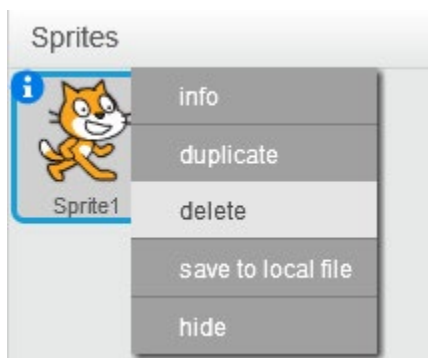 Sprites
i
Sprite1
info
duplicate
delete
save to local file
hide